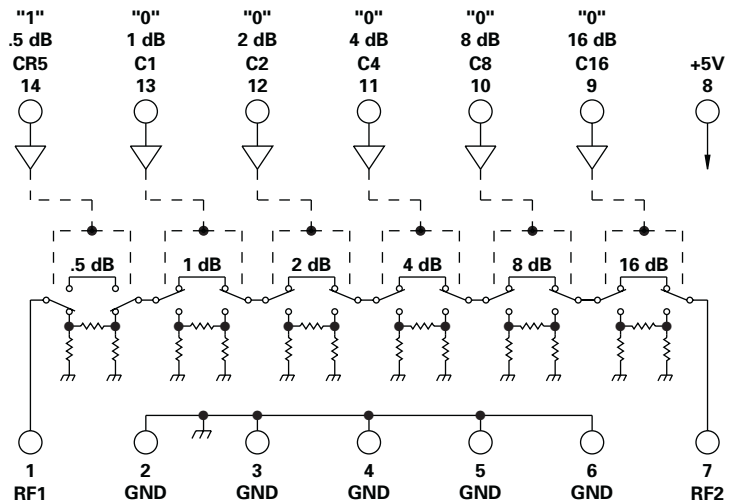 "1" "0" "0" "0" "0" "0"
.5 dB 1 dB 2 dB 4 dB 8 dB 16 dB
CR5 C1 C2 C4 C8 C16 +5V
14 13 12 11 10 9 8
.5 dB 1 dB 2 dB 4 dB 8 dB 16 dB
1 2 3 4 5 6 7
RF1 GND GND GND GND GND RF2